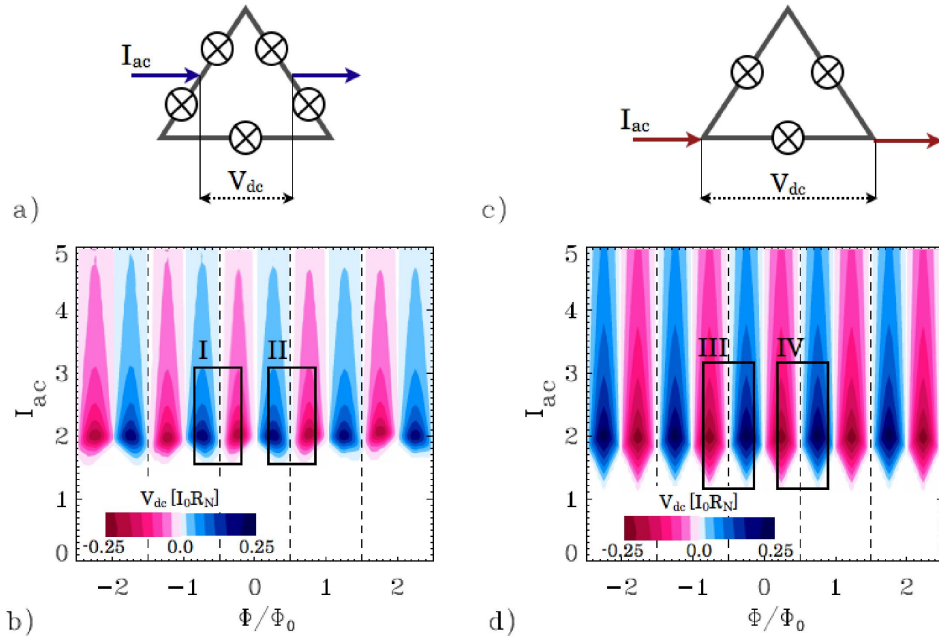 I_ac
V_dc
a)
I_ac
V_dc
c)
5
4
3
2
1
0
I_ac
I
II
V_dc [I_0R_N]
-0.25
0.0
0.25
-2
-1
0
1
2
Φ/Φ_0
b)
5
4
3
2
1
0
I_ac
III
IV
V_dc [I_0R_N]
-0.25
0.0
0.25
-2
-1
0
1
2
Φ/Φ_0
d)